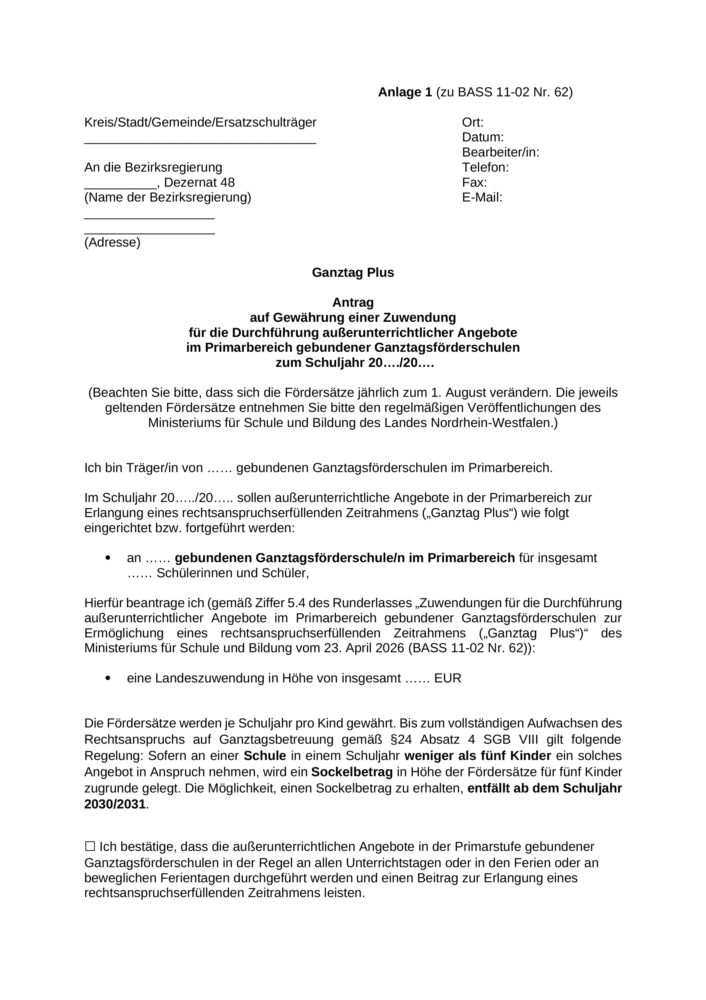 Anlage 1 (zu BASS 11-02 Nr. 62)
Kreis/Stadt/Gemeinde/Ersatzschulträger
________________________________
An die Bezirksregierung
__________, Dezernat 48
(Name der Bezirksregierung)
__________________
__________________
(Adresse)
Ort:
Datum:
Bearbeiter/in:
Telefon:
Fax:
E-Mail:
Ganztag Plus
Antrag
auf Gewährung einer Zuwendung
für die Durchführung außerunterrichtlicher Angebote
im Primarbereich gebundener Ganztagsförderschulen
zum Schuljahr 20…./20….
(Beachten Sie bitte, dass sich die Fördersätze jährlich zum 1. August verändern. Die jeweils
geltenden Fördersätze entnehmen Sie bitte den regelmäßigen Veröffentlichungen des
Ministeriums für Schule und Bildung des Landes Nordrhein-Westfalen.)
Ich bin Träger/in von …… gebundenen Ganztagsförderschulen im Primarbereich.
Im Schuljahr 20…../20….. sollen außerunterrichtliche Angebote in der Primarbereich zur
Erlangung eines rechtsanspruchserfüllenden Zeitrahmens („Ganztag Plus“) wie folgt
eingerichtet bzw. fortgeführt werden:
• an …… gebundenen Ganztagsförderschule/n im Primarbereich für insgesamt
…… Schülerinnen und Schüler,
Hierfür beantrage ich (gemäß Ziffer 5.4 des Runderlasses „Zuwendungen für die Durchführung
außerunterrichtlicher Angebote im Primarbereich gebundener Ganztagsförderschulen zur
Ermöglichung eines rechtsanspruchserfüllenden Zeitrahmens („Ganztag Plus“)“ des
Ministeriums für Schule und Bildung vom 23. April 2026 (BASS 11-02 Nr. 62)):
• eine Landeszuwendung in Höhe von insgesamt …… EUR
Die Fördersätze werden je Schuljahr pro Kind gewährt. Bis zum vollständigen Aufwachsen des
Rechtsanspruchs auf Ganztagsbetreuung gemäß §24 Absatz 4 SGB VIII gilt folgende
Regelung: Sofern an einer Schule in einem Schuljahr weniger als fünf Kinder ein solches
Angebot in Anspruch nehmen, wird ein Sockelbetrag in Höhe der Fördersätze für fünf Kinder
zugrunde gelegt. Die Möglichkeit, einen Sockelbetrag zu erhalten, entfällt ab dem Schuljahr
2030/2031.
☐ Ich bestätige, dass die außerunterrichtlichen Angebote in der Primarstufe gebundener
Ganztagsförderschulen in der Regel an allen Unterrichtstagen oder in den Ferien oder an
beweglichen Ferientagen durchgeführt werden und einen Beitrag zur Erlangung eines
rechtsanspruchserfüllenden Zeitrahmens leisten.